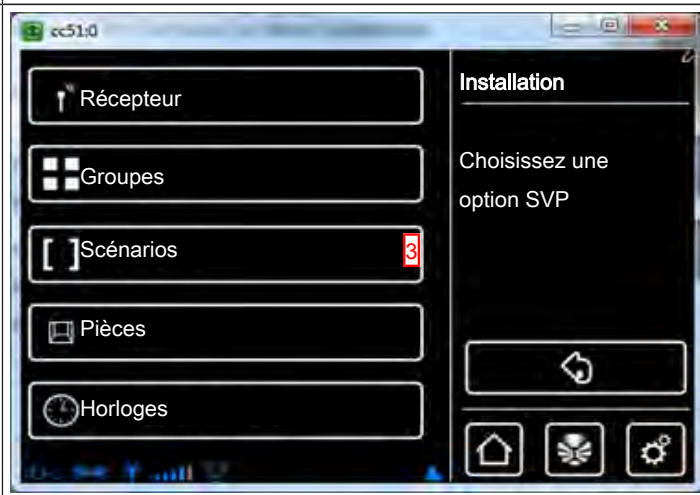 cc51:0
Récepteur
Groupes
[ ]Scénarios 3
Pièces
Horloges
Installation
Choisissez une
option SVP